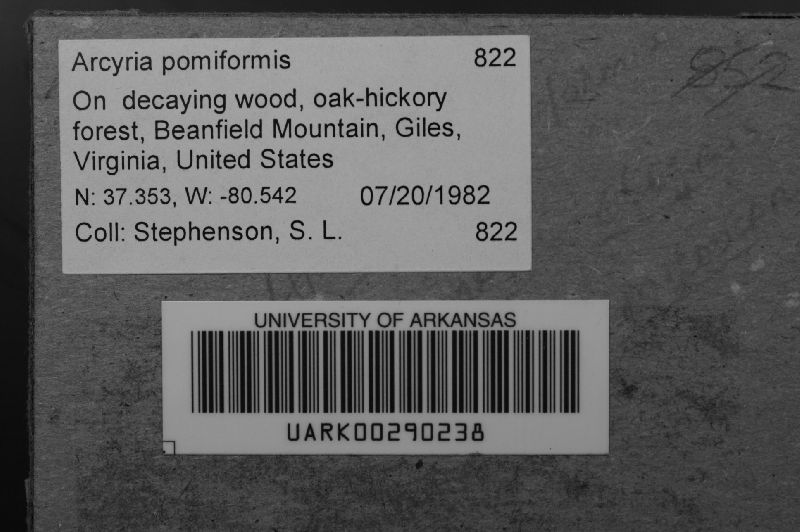 Arcyria pomiformis 822
On decaying wood, oak-hickory
forest, Beanfield Mountain, Giles,
Virginia, United States
N: 37.353, W: -80.542 07/20/1982
Coll: Stephenson, S. L. 822
UNIVERSITY OF ARKANSAS
UARK00290238